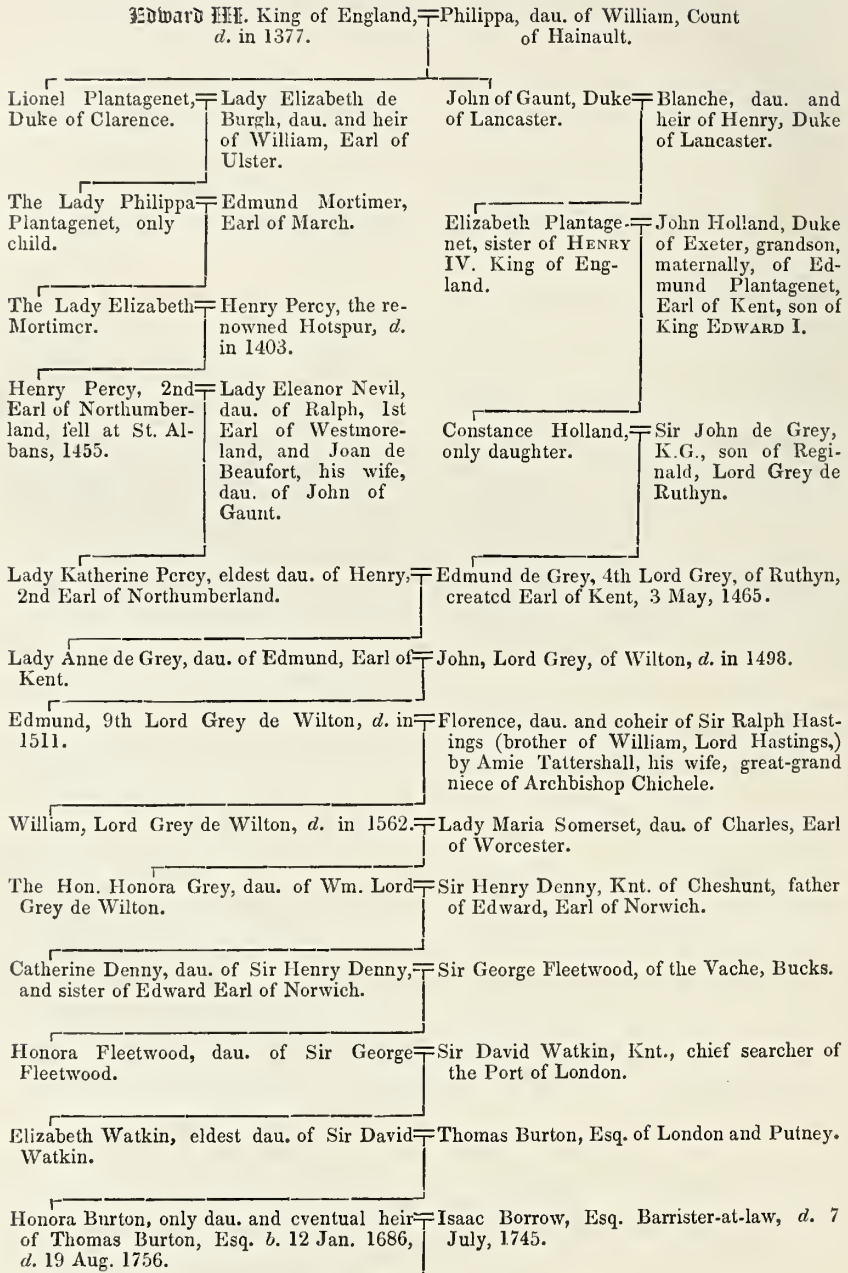 Edward III. King of England, Philippa, dau. of William, Count
d. in 1377. of Hainault.
Lionel Plantagenet,
Duke of Clarence.
Lady Elizabeth de
Burgh, dau. and heir
of William, Earl of
Ulster.
John of Gaunt, Duke
of Lancaster.
Blanche, dau. and
heir of Henry, Duke
of Lancaster.
The Lady Philippa
Plantagenet, only
child.
Edmund Mortimer,
Earl of March.
Elizabeth Plantage-
net, sister of HENRY
IV. King of Eng-
land.
John Holland, Duke
of Exeter, grandson,
maternally, of Ed-
mund Plantagenet,
Earl of Kent, son of
King EDWARD I.
The Lady Elizabeth
Mortimer.
Henry Percy, the re-
nowned Hotspur, d.
in 1403.
Henry Percy, 2nd
Earl of Northumber-
land, fell at St. Al-
bans, 1455.
Lady Eleanor Nevil,
dau. of Ralph, 1st
Earl of Westmore-
land, and Joan de
Beaufort, his wife,
dau. of John of
Gaunt.
Constance Holland,
only daughter.
Sir John de Grey,
K.G., son of Regi-
nald, Lord Grey de
Ruthyn.
Lady Katherine Percy, eldest dau. of Henry,
2nd Earl of Northumberland.
Edmund de Grey, 4th Lord Grey, of Ruthyn,
created Earl of Kent, 3 May, 1465.
Lady Anne de Grey, dau. of Edmund, Earl of
Kent.
John, Lord Grey, of Wilton, d. in 1498.
Edmund, 9th Lord Grey de Wilton, d. in
1511.
Florence, dau. and coheir of Sir Ralph Hast-
ings (brother of William, Lord Hastings,)
by Amie Tattershall, his wife, great-grand
niece of Archbishop Chichele.
William, Lord Grey de Wilton, d. in 1562.
Lady Maria Somerset, dau. of Charles, Earl
of Worcester.
The Hon. Honora Grey, dau. of Wm. Lord
Grey de Wilton.
Sir Henry Denny, Knt. of Cheshunt, father
of Edward, Earl of Norwich.
Catherine Denny, dau. of Sir Henry Denny,
and sister of Edward Earl of Norwich.
Sir George Fleetwood, of the Vache, Bucks.
Honora Fleetwood, dau. of Sir George
Fleetwood.
Sir David Watkin, Knt., chief searcher of
the Port of London.
Elizabeth Watkin, eldest dau. of Sir David
Watkin.
Thomas Burton, Esq. of London and Putney.
Honora Burton, only dau. and eventual heir
of Thomas Burton, Esq. b. 12 Jan. 1686,
d. 19 Aug. 1756.
Isaac Borrow, Esq. Barrister-at-law, d. 7
July, 1745.